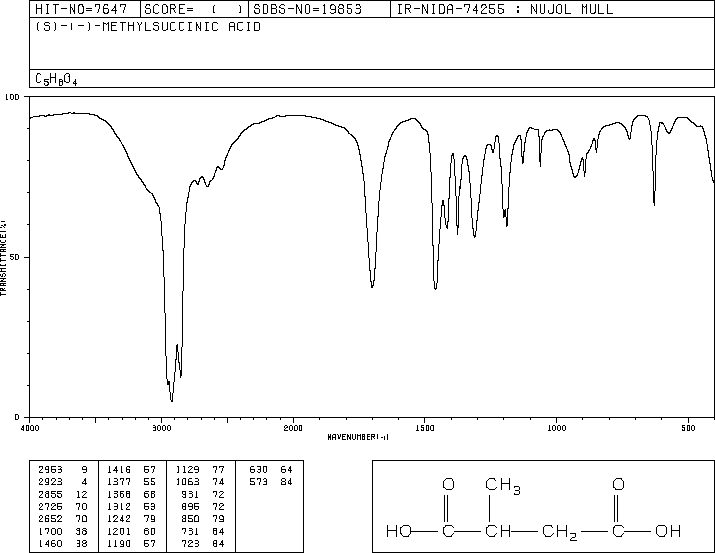 HIT-NO=7647 SCORE= ( ) SDBS-NO=19853 IR-NIDA-74255 : NUJOL MULL
(S)-(-)-METHYLSUCCINIC ACID
C5H8O4
100
50
0
TRANSMITTANCE(%)
4000 3000 2000 1500 1000 500
WAVENUMBER(-1)
2953 9 1416 57 1129 77 630 64
2923 4 1377 55 1063 74 573 84
2855 12 1368 66 931 72
2725 70 1312 53 895 72
2652 70 1242 79 850 79
1700 38 1201 60 731 84
1460 38 1190 57 723 84
O CH3 O
HO C CH CH2 C OH